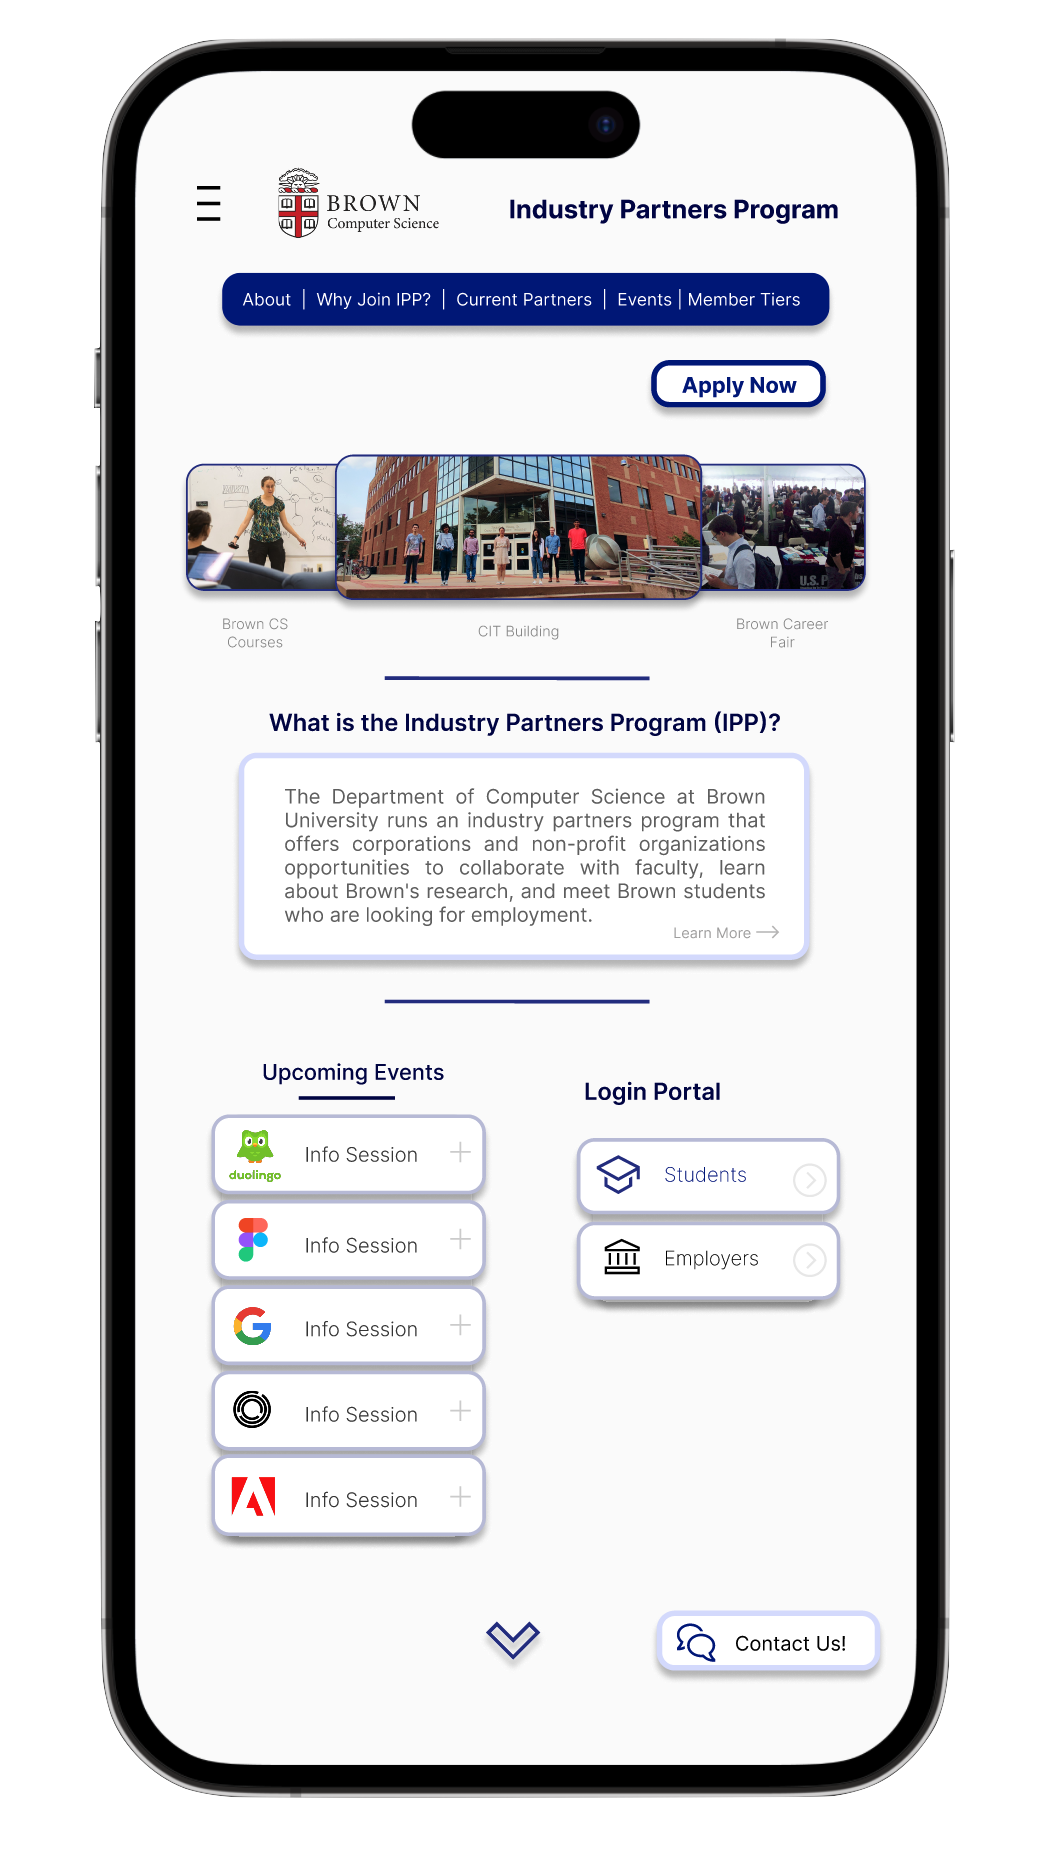 BROWN
Computer Science
Industry Partners Program
About | Why Join IPP? | Current Partners | Events | Member Tiers
Apply Now
U.S. P
Brown CS
Courses
CIT Building
Brown Career
Fair
What is the Industry Partners Program (IPP)?
The Department of Computer Science at Brown
University runs an industry partners program that
offers corporations and non-profit organizations
opportunities to collaborate with faculty, learn
about Brown's research, and meet Brown students
who are looking for employment.
Learn More
Upcoming Events
duolingo
Info Session
Info Session
Info Session
Info Session
Info Session
Login Portal
Students
Employers
Contact Us!